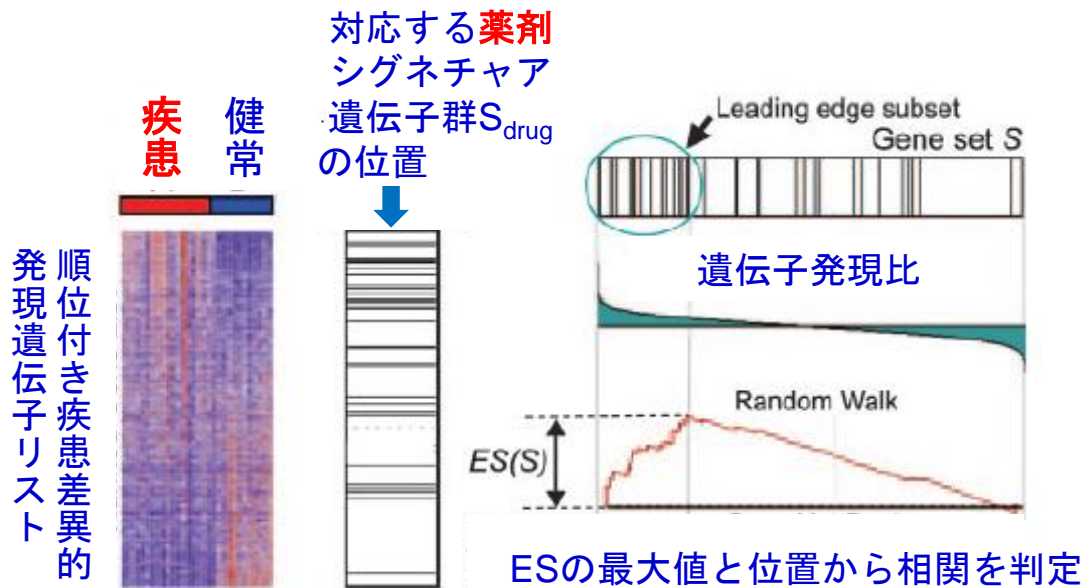 対応する薬剤
シグネチャア
遺伝子群Sdrug
の位置
疾患
健常
順位付き疾患差異的
発現遺伝子リスト
Leading edge subset
Gene set S
遺伝子発現比
Random Walk
ES(S)
ESの最大値と位置から相関を判定